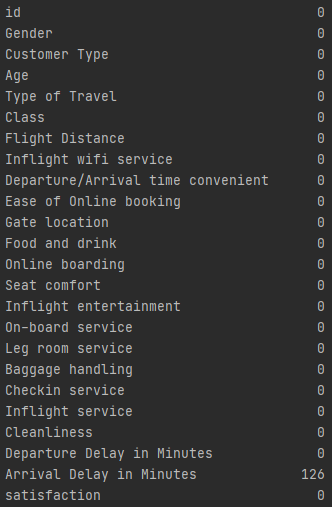 id 0
Gender 0
Customer Type 0
Age 0
Type of Travel 0
Class 0
Flight Distance 0
Inflight wifi service 0
Departure/Arrival time convenient 0
Ease of Online booking 0
Gate location 0
Food and drink 0
Online boarding 0
Seat comfort 0
Inflight entertainment 0
On-board service 0
Leg room service 0
Baggage handling 0
Checkin service 0
Inflight service 0
Cleanliness 0
Departure Delay in Minutes 0
Arrival Delay in Minutes 126
satisfaction 0